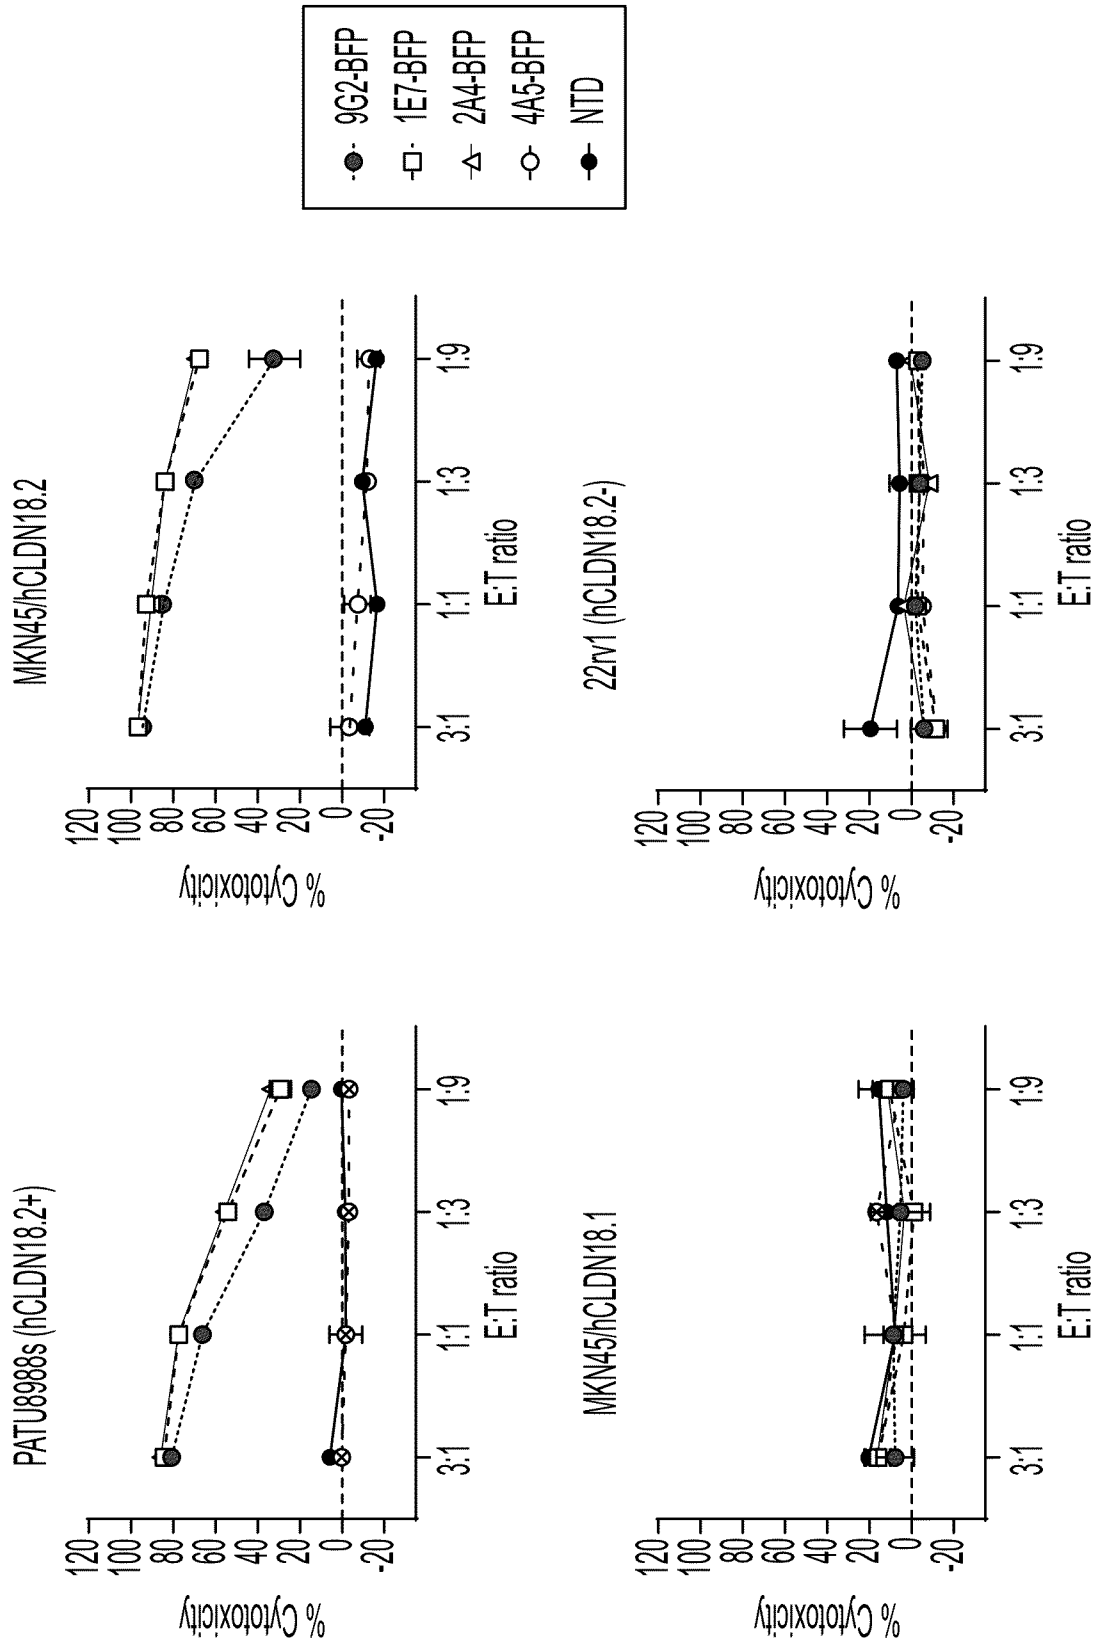 PATU8988s (hCLDN18.2+)
% Cytotoxicity
120
100
80
60
40
20
0
-20
3:1
1:1
1:3
1:9
E:T ratio
MKN45/hCLDN18.2
% Cytotoxicity
120
100
80
60
40
20
0
-20
3:1
1:1
1:3
1:9
E:T ratio
9G2-BFP
1E7-BFP
2A4-BFP
4A5-BFP
NTD
MKN45/hCLDN18.1
% Cytotoxicity
120
100
80
60
40
20
0
-20
3:1
1:1
1:3
1:9
E:T ratio
22rv1 (hCLDN18.2-)
% Cytotoxicity
120
100
80
60
40
20
0
-20
3:1
1:1
1:3
1:9
E:T ratio